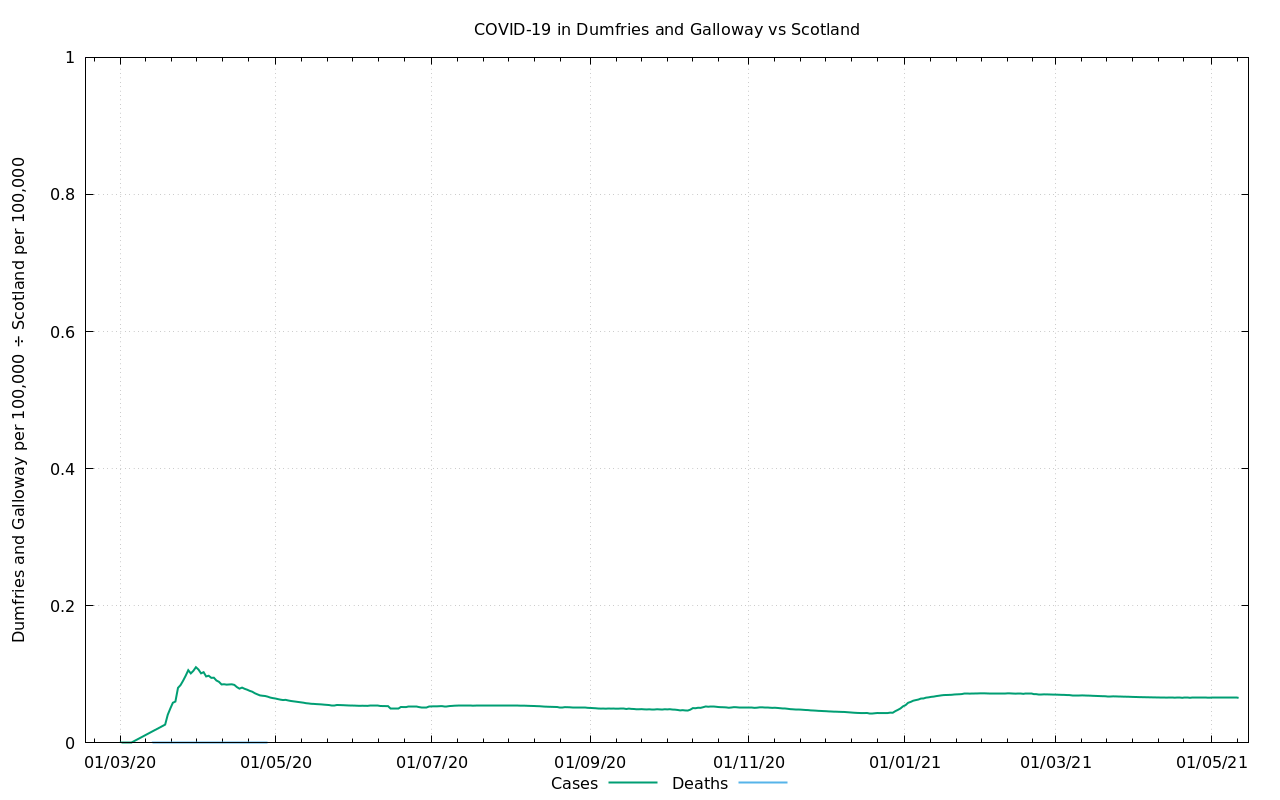 COVID-19 in Dumfries and Galloway vs Scotland
Dumfries and Galloway per 100,000 ÷ Scotland per 100,000
1
0.8
0.6
0.4
0.2
0
01/03/20 01/05/20 01/07/20 01/09/20 01/11/20 01/01/21 01/03/21 01/05/21
Cases Deaths